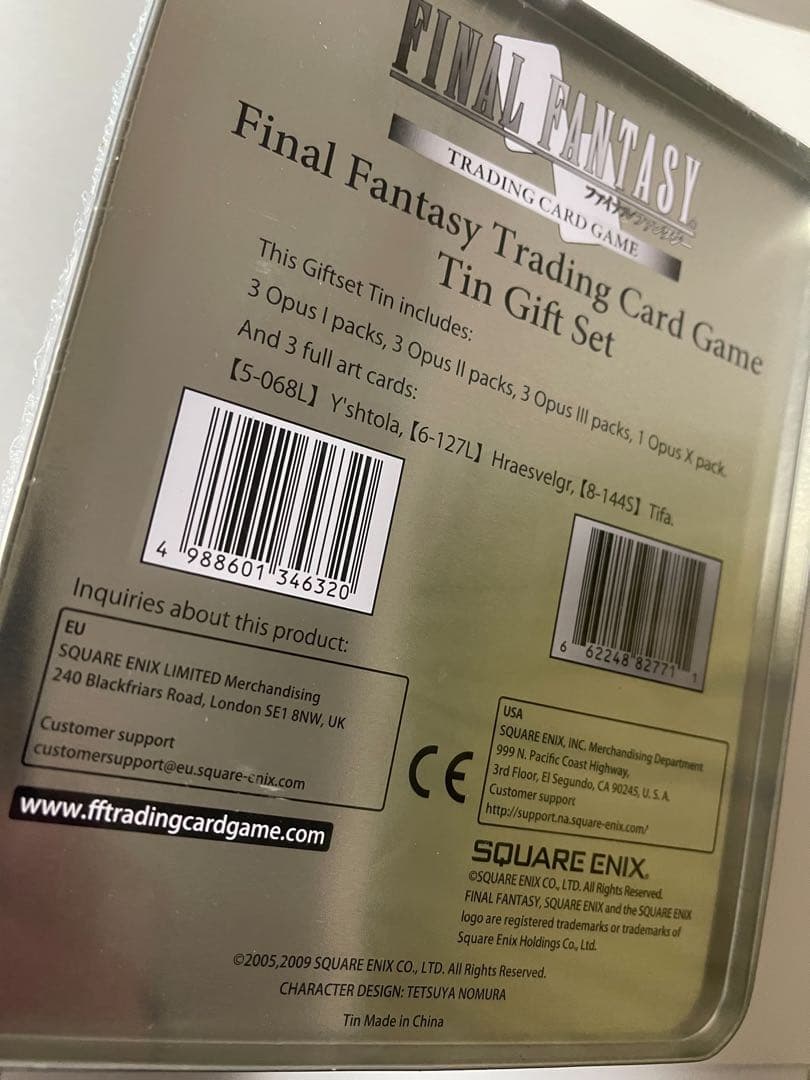 FINAL FANTASY
ファイナルファンタジー
TRADING CARD GAME
Final Fantasy Trading Card Game
Tin Gift Set
This Giftset Tin includes:
3 Opus I packs, 3 Opus II packs, 3 Opus III packs, 1 Opus X pack.
And 3 full art cards:
【5-068L】 Y'shtola, 【6-127L】 Hraesvelgr, 【8-144S】 Tifa.
4 988601 346320
6 62248 82771 1
Inquiries about this product:
EU
SQUARE ENIX LIMITED Merchandising
240 Blackfriars Road, London SE1 8NW, UK
Customer support
customersupport@eu.square-enix.com
CE
USA
SQUARE ENIX, INC. Merchandising Department
999 N. Pacific Coast Highway,
3rd Floor, El Segundo, CA 90245, U. S. A.
Customer support
http://support.na.square-enix.com/
www.fftradingcardgame.com
SQUARE ENIX.
©SQUARE ENIX CO., LTD. All Rights Reserved.
FINAL FANTASY, SQUARE ENIX and the SQUARE ENIX
logo are registered trademarks or trademarks of
Square Enix Holdings Co., Ltd.
©2005,2009 SQUARE ENIX CO., LTD. All Rights Reserved.
CHARACTER DESIGN: TETSUYA NOMURA
Tin Made in China